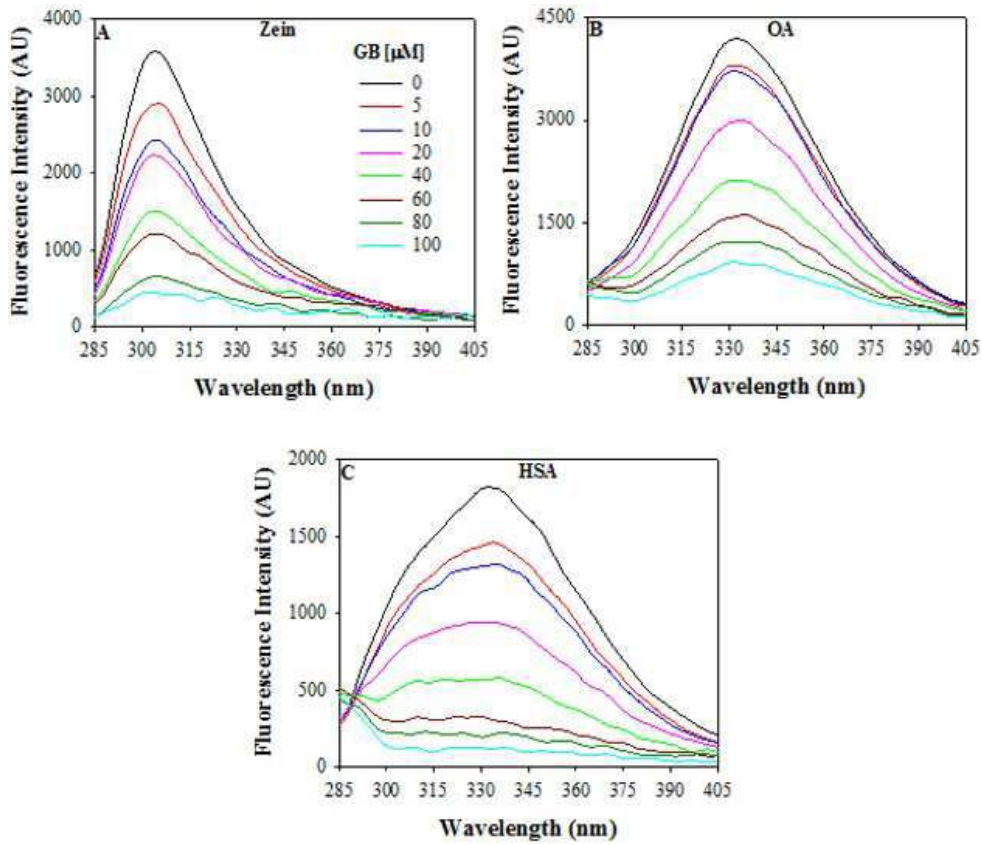 A Zein
Fluorescence Intensity (AU)
4000
3000
2000
1000
0
GB [µM]
0
5
10
20
40
60
80
100
285 300 315 330 345 360 375 390 405
Wavelength (nm)
B OA
Fluorescence Intensity (AU)
4500
3000
1500
0
285 300 315 330 345 360 375 390 405
Wavelength (nm)
C HSA
Fluorescence Intensity (AU)
2000
1500
1000
500
0
285 300 315 330 345 360 375 390 405
Wavelength (nm)